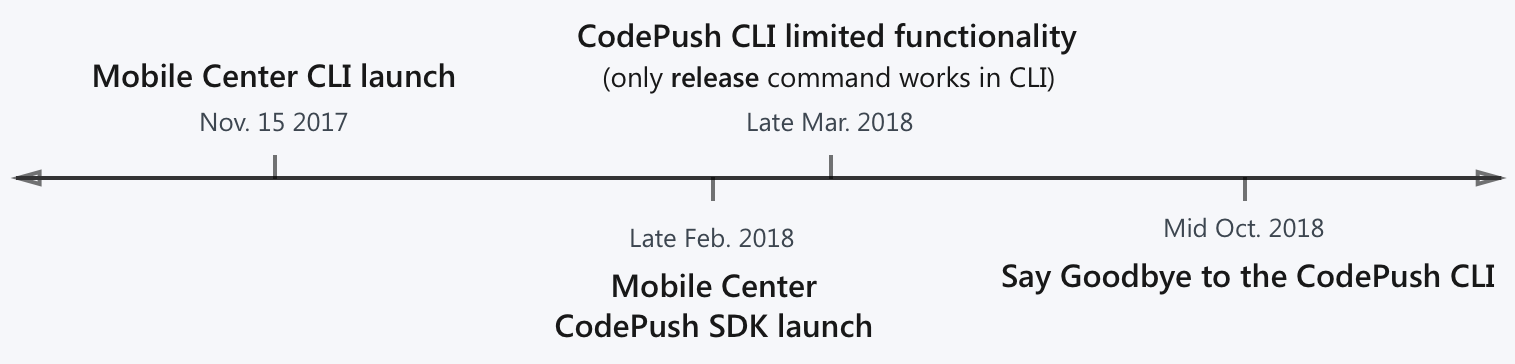 Mobile Center CLI launch
Nov. 15 2017
CodePush CLI limited functionality
(only release command works in CLI)
Late Mar. 2018
Late Feb. 2018
Mobile Center
CodePush SDK launch
Mid Oct. 2018
Say Goodbye to the CodePush CLI